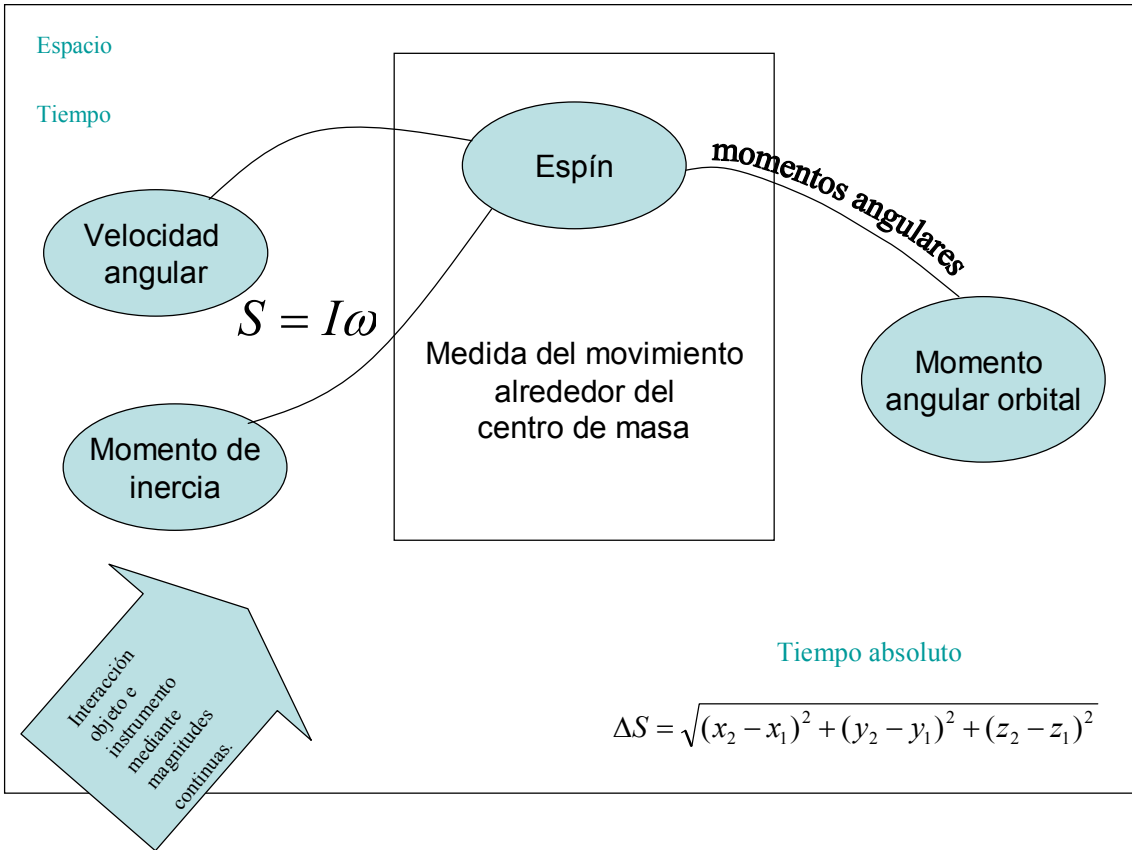 Espacio
Tiempo
Espín
momentos angulares
Velocidad
angular
S = Iω
Medida del movimiento
alrededor del
centro de masa
Momento
angular orbital
Momento de
inercia
Interacción
objeto e
instrumento
mediante
magnitudes
continuas.
Tiempo absoluto
ΔS = √(x₂ − x₁)² + (y₂ − y₁)² + (z₂ − z₁)²